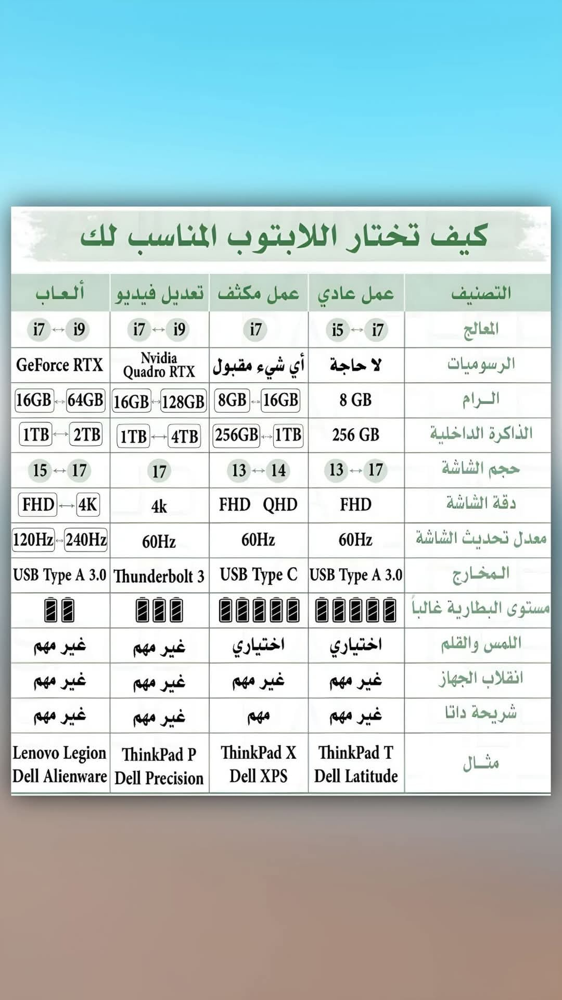 كيف تختار اللابتوب المناسب لك
التصنيف عمل عادي عمل مكثف تعديل فيديو ألعاب
المعالج i5 ↔ i7 i7 i7 ↔ i9 i7 ↔ i9
الرسوميات لا حاجة أي شيء مقبول Nvidia Quadro RTX GeForce RTX
الرام 8 GB 8GB ↔ 16GB 16GB ↔ 128GB 16GB ↔ 64GB
الذاكرة الداخلية 256 GB 256GB ↔ 1TB 1TB ↔ 4TB 1TB ↔ 2TB
حجم الشاشة 13 ↔ 17 13 ↔ 14 17 15 ↔ 17
دقة الشاشة FHD FHD QHD 4k FHD ↔ 4K
معدل تحديث الشاشة 60Hz 60Hz 60Hz 120Hz ↔ 240Hz
المخارج USB Type A 3.0 USB Type C Thunderbolt 3 USB Type A 3.0
مستوى البطارية غالباً
اللمس والقلم اختياري اختياري غير مهم غير مهم
انقلاب الجهاز غير مهم غير مهم غير مهم غير مهم
شريحة داتا غير مهم مهم غير مهم غير مهم
مثال ThinkPad T ThinkPad X ThinkPad P Lenovo Legion
Dell Latitude Dell XPS Dell Precision Dell Alienware